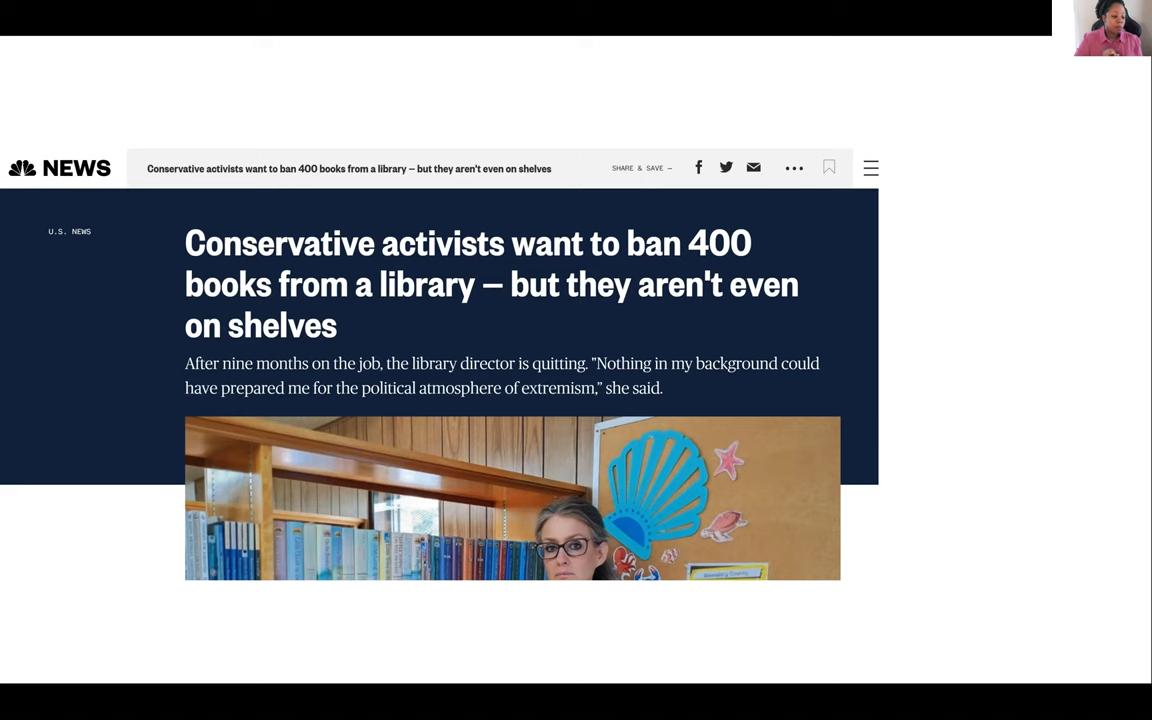 NEWS
Conservative activists want to ban 400 books from a library – but they aren't even on shelves
SHARE & SAVE –
U.S. NEWS
Conservative activists want to ban 400
books from a library – but they aren't even
on shelves
After nine months on the job, the library director is quitting. "Nothing in my background could
have prepared me for the political atmosphere of extremism,” she said.